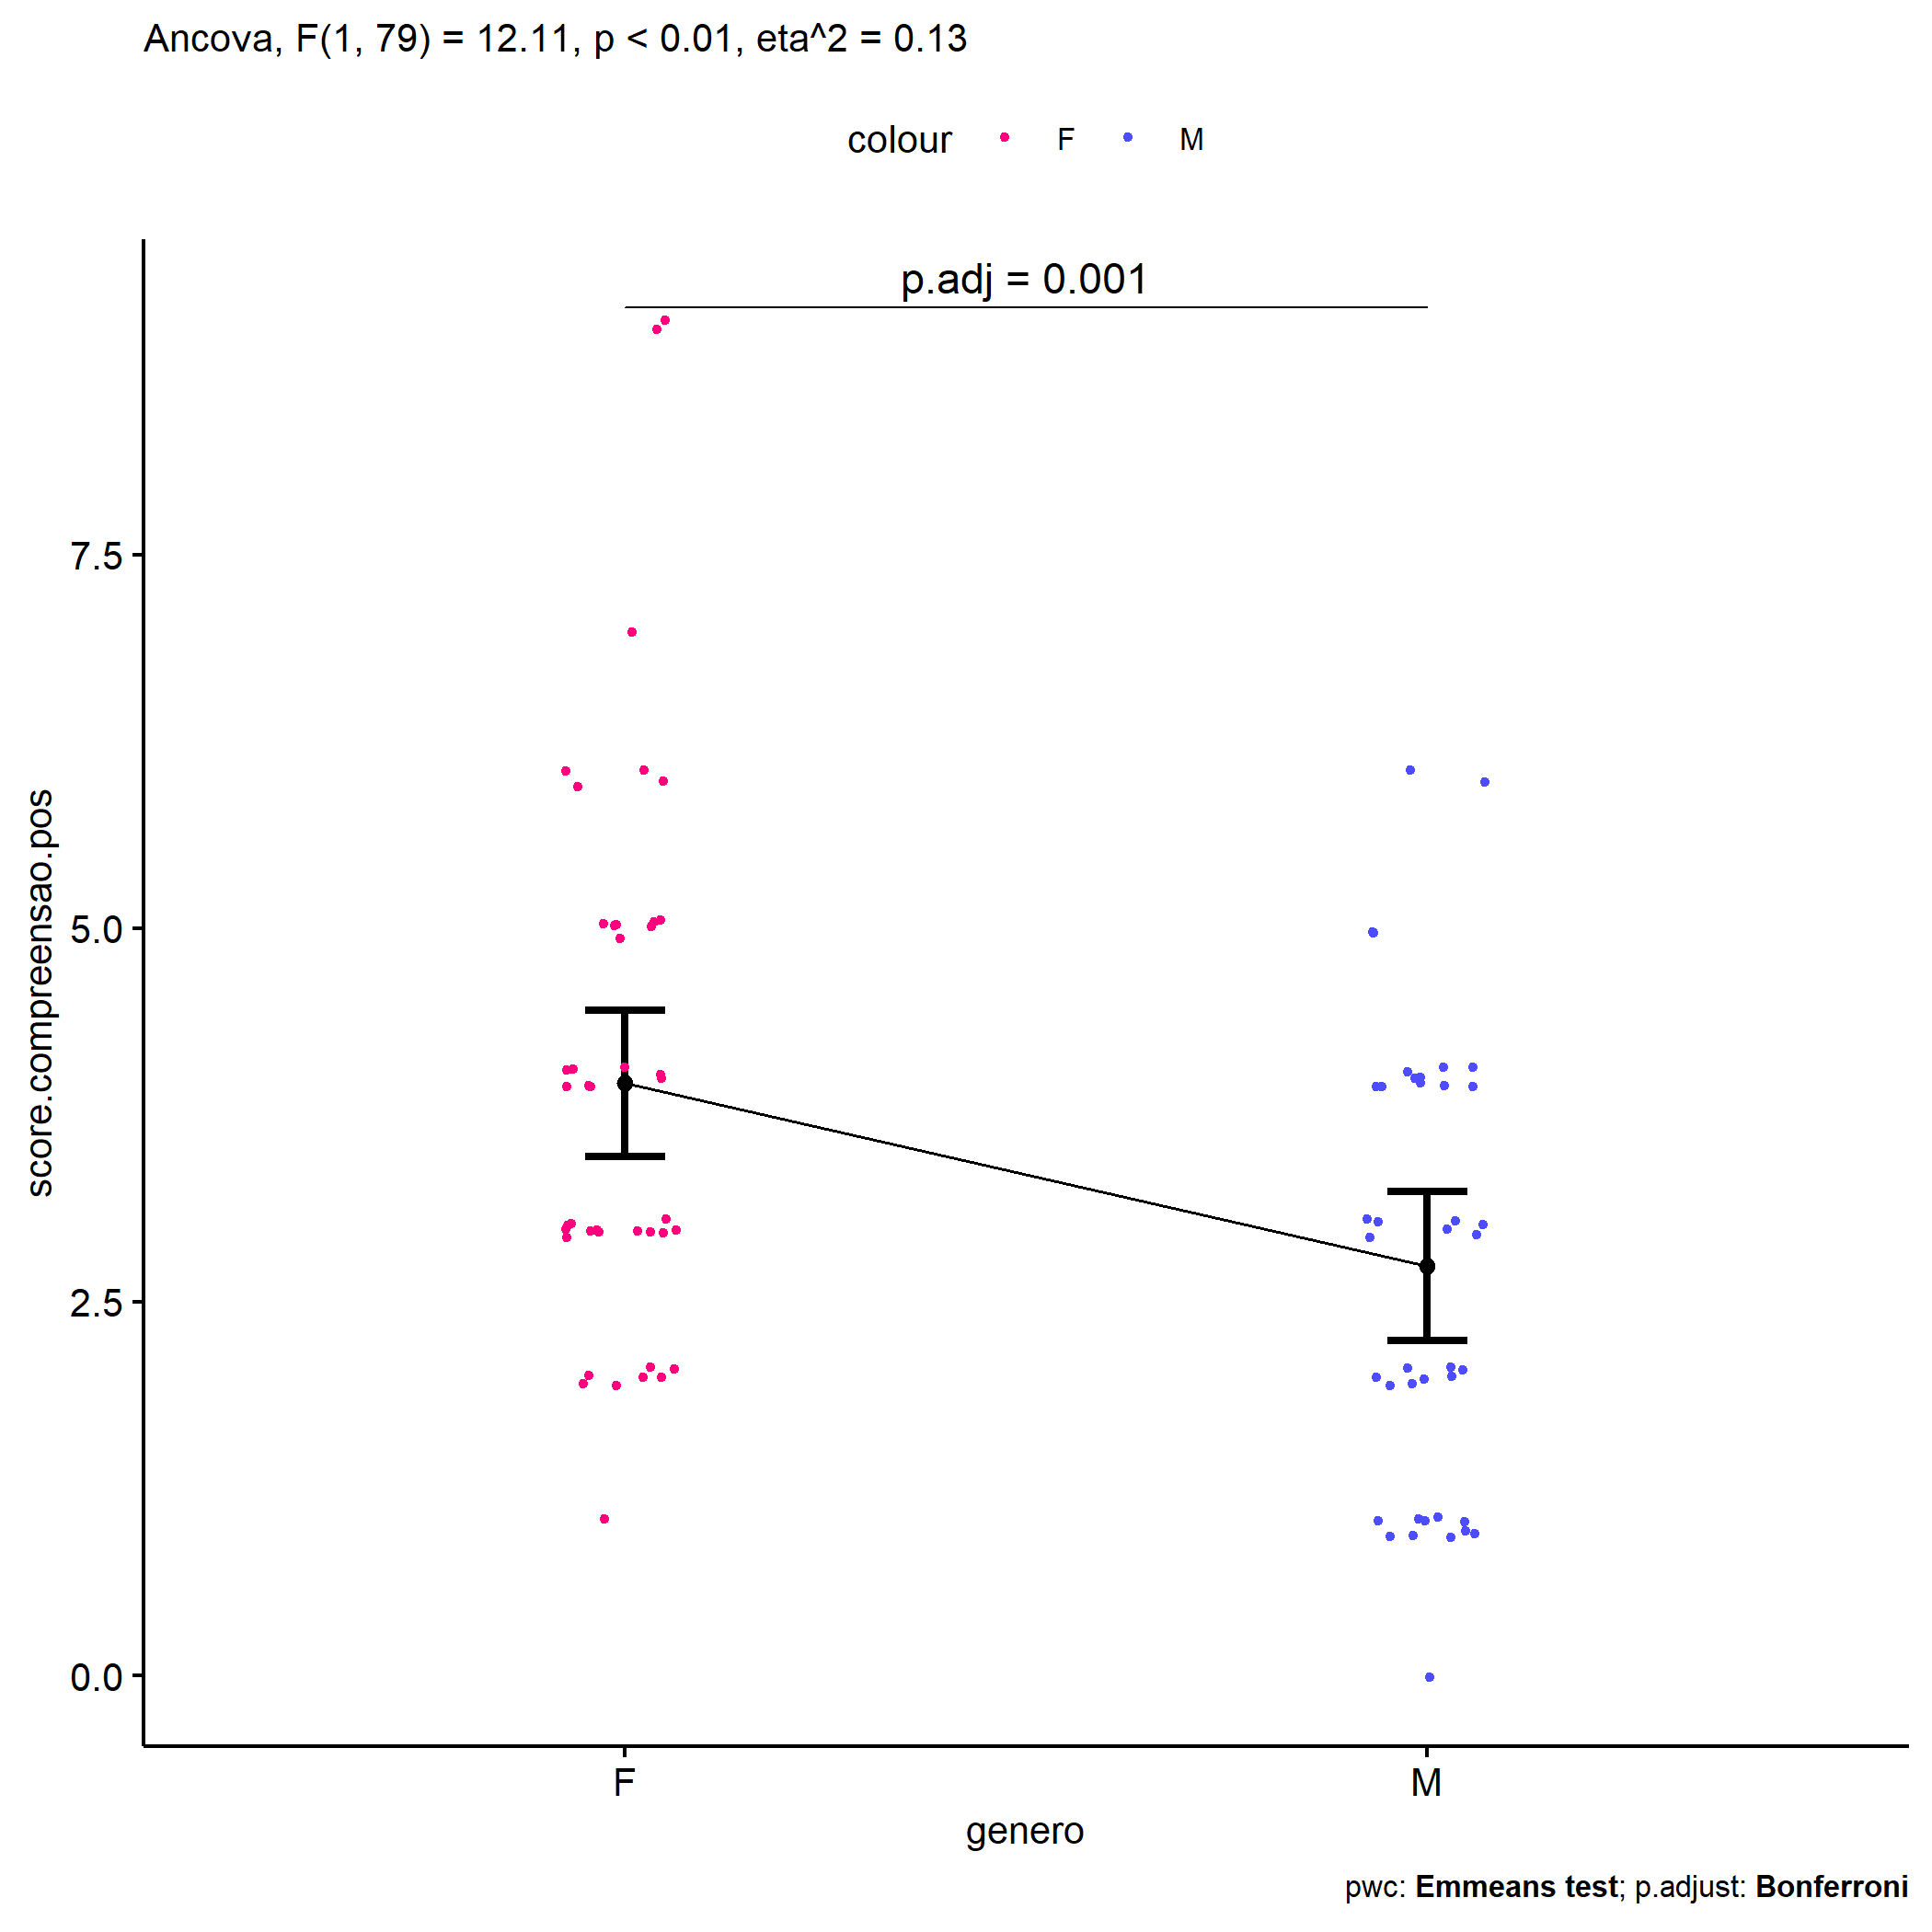 Ancova, F(1, 79) = 12.11, p < 0.01, eta^2 = 0.13
colour F M
p.adj = 0.001
7.5
5.0
2.5
0.0
score.compreensao.pos
F M
genero
pwc: Emmeans test; p.adjust: Bonferroni